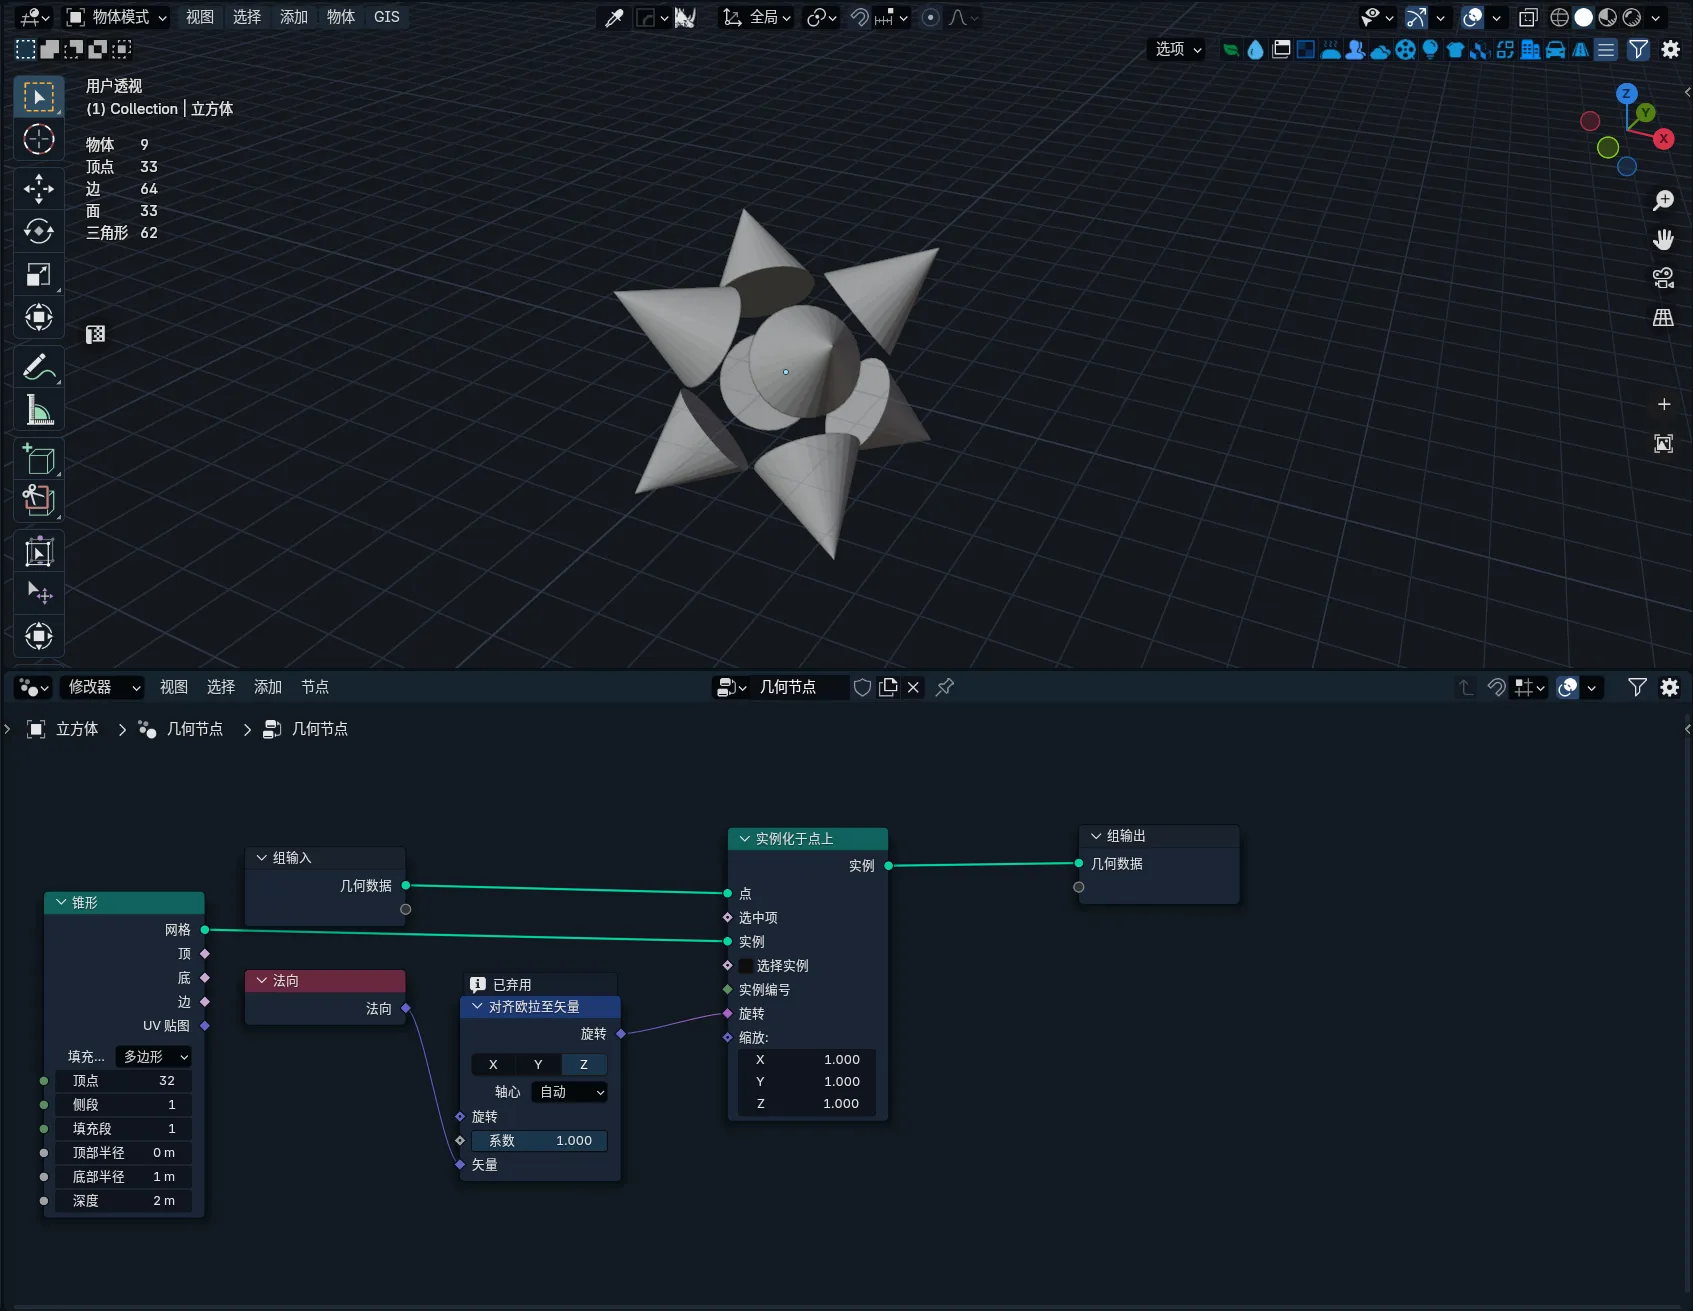 物体模式 视图 选择 添加 物体 GIS 全局
选项
用户透视
(1) Collection | 立方体
物体 9
顶点 33
边 64
面 33
三角形 62
Z
Y
X
修改器 视图 选择 添加 节点 几何节点
立方体 几何节点 几何节点
锥形
网格
顶
底
边
UV 贴图
填充... 多边形
顶点 32
侧段 1
填充段 1
顶部半径 0 m
底部半径 1 m
深度 2 m
组输入
几何数据
法向
法向
已弃用
对齐欧拉至矢量
旋转
X Y Z
轴心 自动
旋转
系数 1.000
矢量
实例化于点上
实例
点
选中项
实例
选择实例
实例编号
旋转
缩放:
X 1.000
Y 1.000
Z 1.000
组输出
几何数据